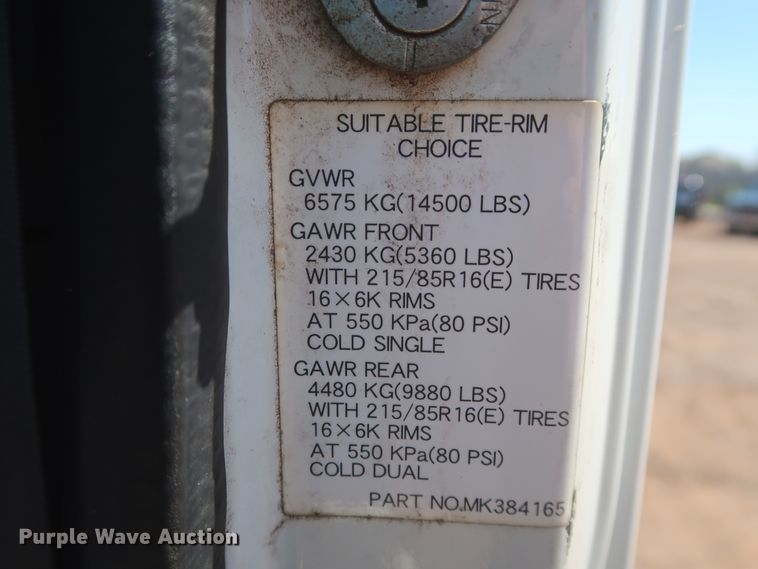 SUITABLE TIRE-RIM
CHOICE
GVWR
6575 KG(14500 LBS)
GAWR FRONT
2430 KG(5360 LBS)
WITH 215/85R16(E) TIRES
16×6K RIMS
AT 550 KPa(80 PSI)
COLD SINGLE
GAWR REAR
4480 KG(9880 LBS)
WITH 215/85R16(E) TIRES
16×6K RIMS
AT 550 KPa(80 PSI)
COLD DUAL
PART NO.MK384165
Purple Wave Auction